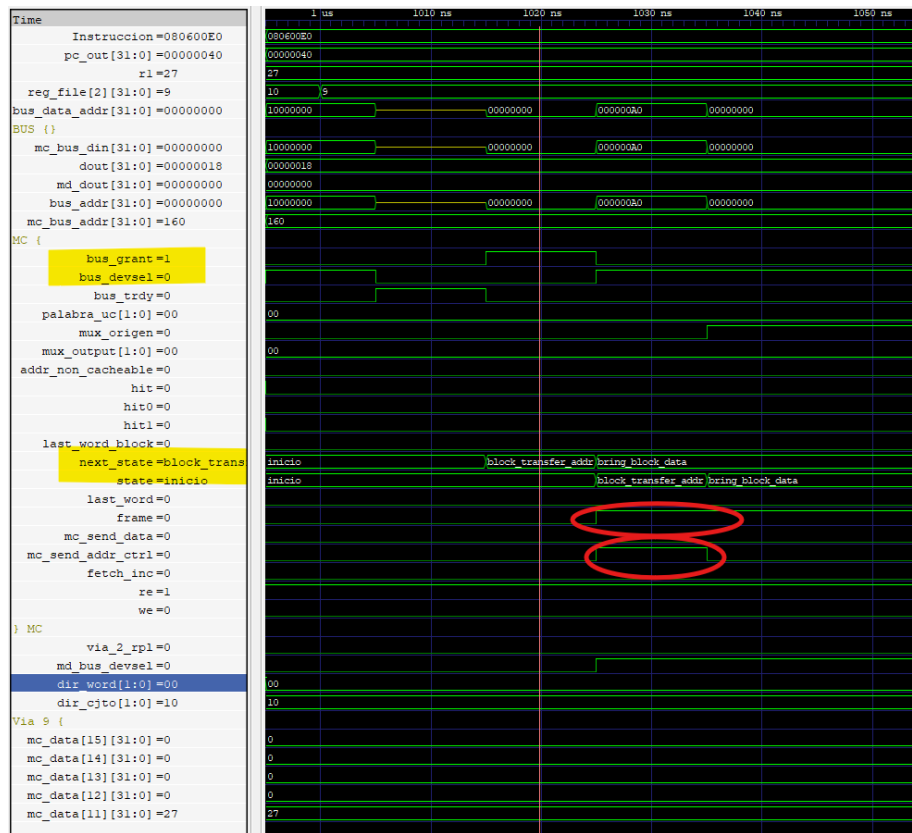 Time 1 us 1010 ns 1020 ns 1030 ns 1040 ns 1050 ns
Instruccion=080600E0 080600E0
pc_out[31:0]=00000040 00000040
r1=27 27
reg_file[2][31:0]=9 10 9
bus_data_addr[31:0]=00000000 10000000 00000000 000000A0 00000000
BUS {}
mc_bus_din[31:0]=00000000 10000000 00000000 000000A0 00000000
dout[31:0]=00000018 00000018
md_dout[31:0]=00000000 00000000
bus_addr[31:0]=00000000 10000000 00000000 000000A0 00000000
mc_bus_addr[31:0]=160 160
MC {
bus_grant=1
bus_devsel=0
bus_trdy=0
palabra_uc[1:0]=00 00
mux_origen=0
mux_output[1:0]=00 00
addr_non_cacheable=0
hit=0
hit0=0
hit1=0
last_word_block=0
next_state=block_trans inicio block_transfer_addr bring_block_data
state=inicio inicio block_transfer_addr bring_block_data
last_word=0
frame=0
mc_send_data=0
mc_send_addr_ctrl=0
fetch_inc=0
re=1
we=0
} MC
via_2_rpl=0
md_bus_devsel=0
dir_word[1:0]=00 00
dir_cjto[1:0]=10 10
Via 9 {
mc_data[15][31:0]=0 0
mc_data[14][31:0]=0 0
mc_data[13][31:0]=0 0
mc_data[12][31:0]=0 0
mc_data[11][31:0]=27 27